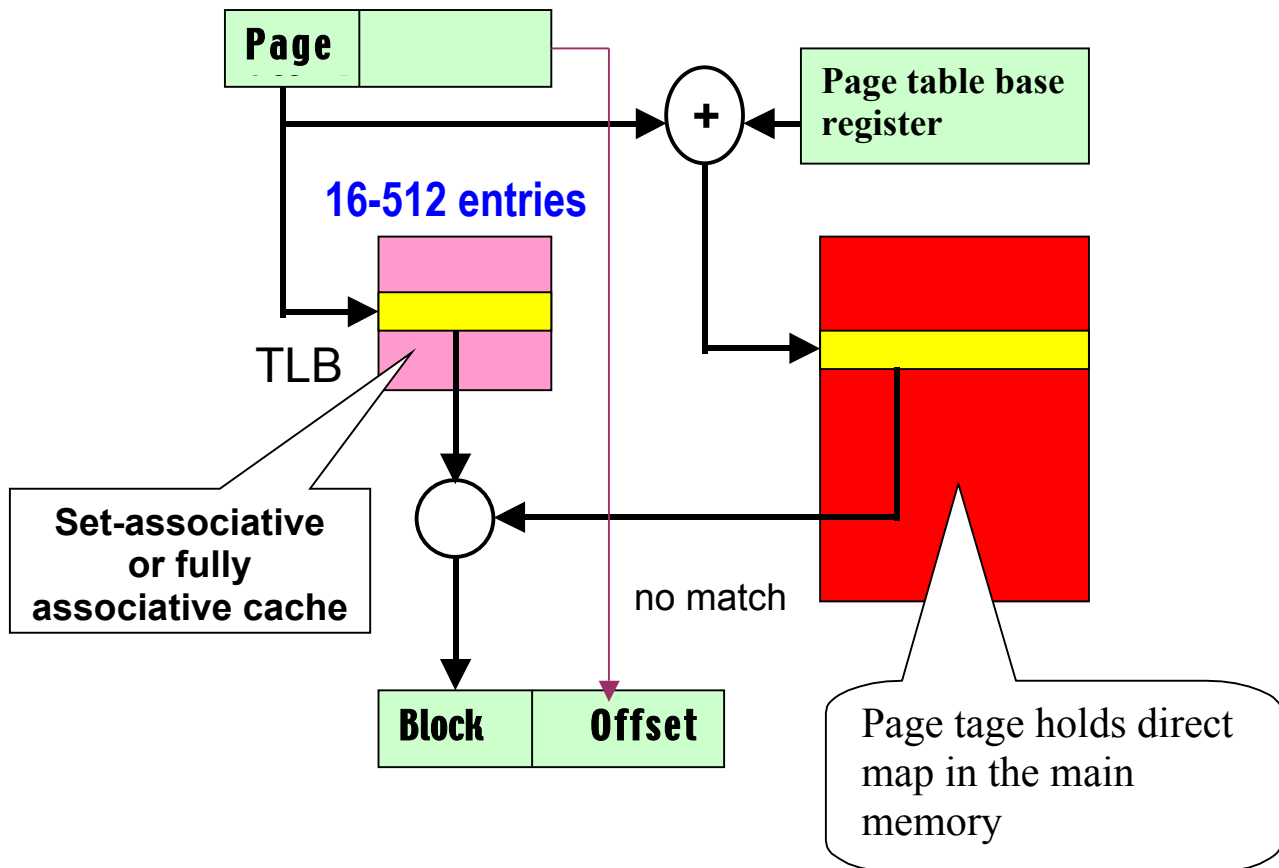 Page
Page table base
register
+
16-512 entries
TLB
Set-associative
or fully
associative cache
no match
Block Offset
Page tage holds direct
map in the main
memory